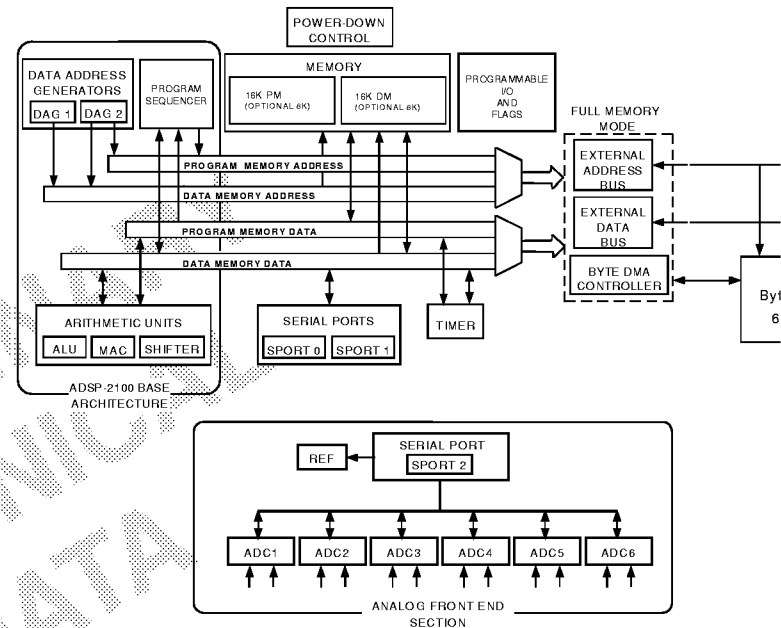 POWER-DOWN
CONTROL
DATA ADDRESS
GENERATORS
DAG 1
DAG 2
PROGRAM
SEQUENCER
MEMORY
16K PM
(OPTIONAL 8K)
16K DM
(OPTIONAL 8K)
PROGRAMMABLE
I/O
AND
FLAGS
FULL MEMORY
MODE
EXTERNAL
ADDRESS
BUS
EXTERNAL
DATA
BUS
BYTE DMA
CONTROLLER
PROGRAM MEMORY ADDRESS
DATA MEMORY ADDRESS
PROGRAM MEMORY DATA
DATA MEMORY DATA
ARITHMETIC UNITS
ALU
MAC
SHIFTER
SERIAL PORTS
SPORT 0
SPORT 1
TIMER
6
ADSP-2100 BASE
ARCHITECTURE
SERIAL PORT
SPORT 2
REF
ADC1
ADC2
ADC3
ADC4
ADC5
ADC6
ANALOG FRONT END
SECTION
DATA